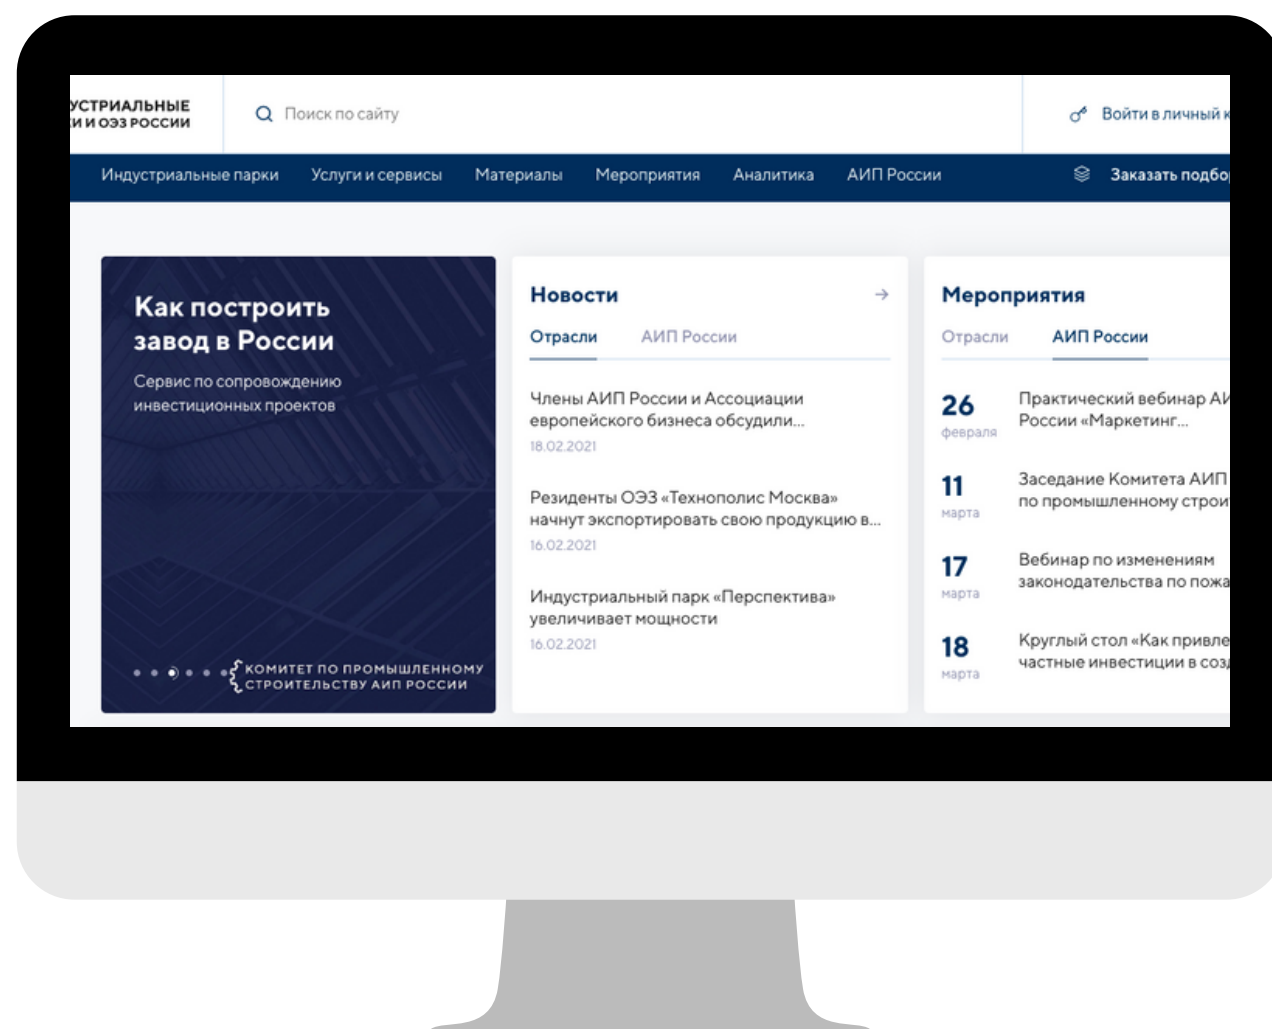 УСТРИАЛЬНЫЕ
И И ОЭЗ РОССИИ
Поиск по сайту
Войти в личный к
Индустриальные парки Услуги и сервисы Материалы Мероприятия Аналитика АИП России Заказать подбо
Как построить
завод в России
Сервис по сопровождению
инвестиционных проектов
КОМИТЕТ ПО ПРОМЫШЛЕННОМУ
СТРОИТЕЛЬСТВУ АИП РОССИИ
Новости
Отрасли АИП России
Члены АИП России и Ассоциации
европейского бизнеса обсудили...
18.02.2021
Резиденты ОЭЗ «Технополис Москва»
начнут экспортировать свою продукцию в...
16.02.2021
Индустриальный парк «Перспектива»
увеличивает мощности
16.02.2021
Мероприятия
Отрасли АИП России
26
февраля
Практический вебинар АИ
России «Маркетинг...
11
марта
Заседание Комитета АИП
по промышленному строи
17
марта
Вебинар по изменениям
законодательства по пожа
18
марта
Круглый стол «Как привле
частные инвестиции в соз